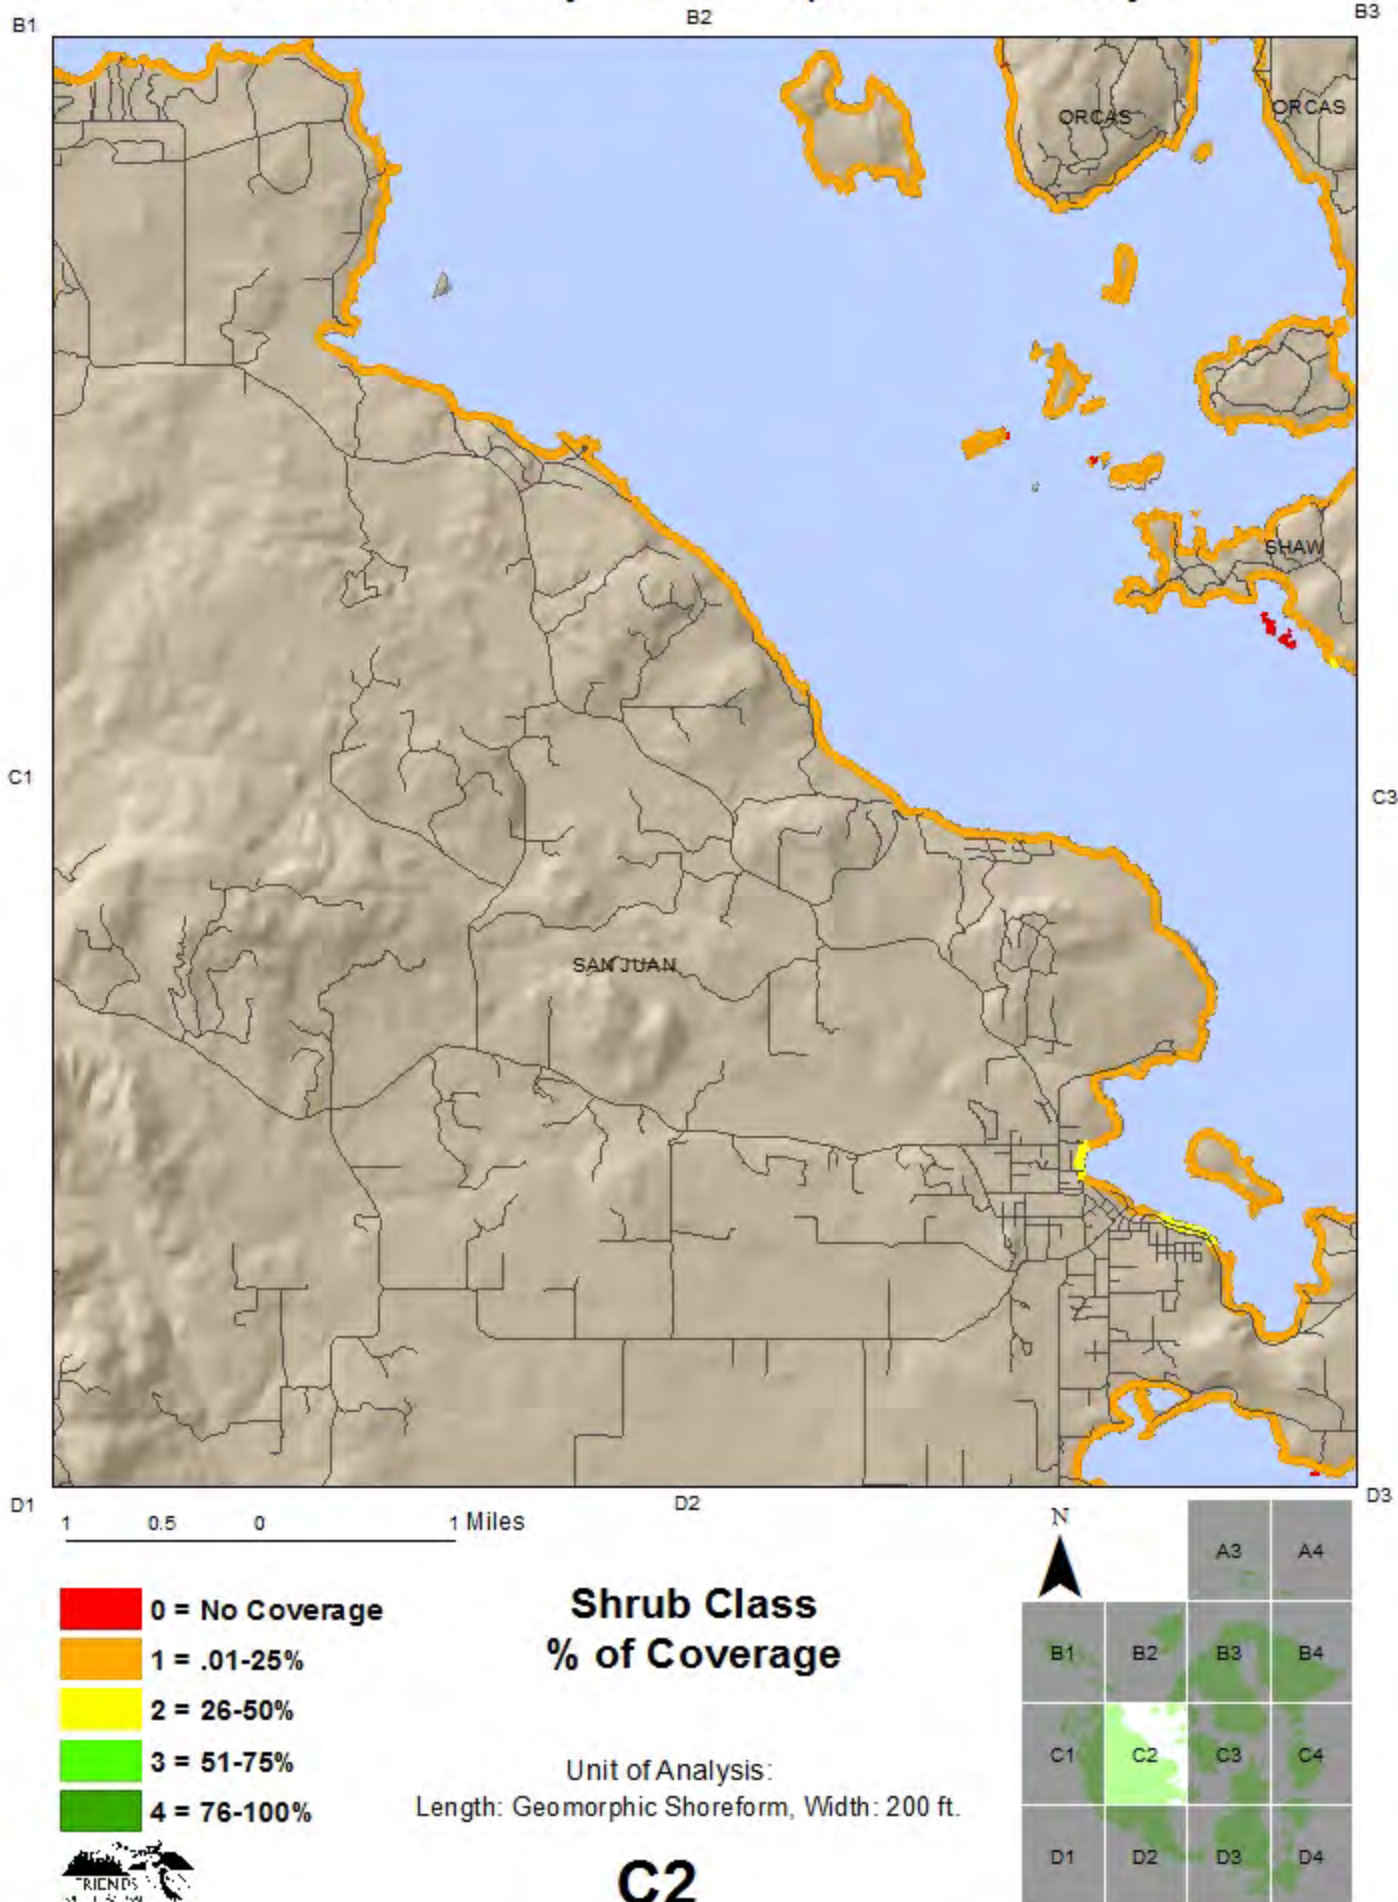 B1
B2
B3
ORCAS
ORCAS
SHAW
C1
C3
SAN JUAN
D1
D2
D3
1 0.5 0 1 Miles
N
0 = No Coverage
1 = .01-25%
2 = 26-50%
3 = 51-75%
4 = 76-100%
Shrub Class
% of Coverage
Unit of Analysis:
Length: Geomorphic Shoreform, Width: 200 ft.
C2
FRIENDS
A3 A4
B1 B2 B3 B4
C1 C2 C3 C4
D1 D2 D3 D4